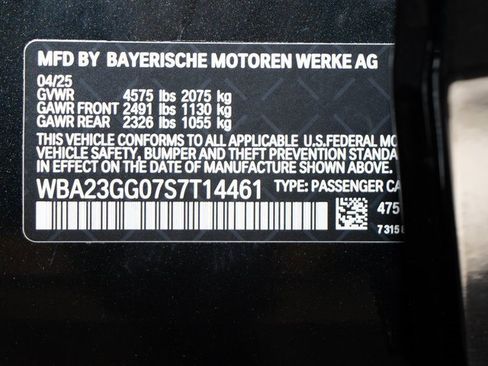 MFD BY BAYERISCHE MOTOREN WERKE AG
04/25
GVWR 4575 lbs 2075 kg
GAWR FRONT 2491 lbs 1130 kg
GAWR REAR 2326 lbs 1055 kg
THIS VEHICLE CONFORMS TO ALL APPLICABLE U.S.FEDERAL MO
VEHICLE SAFETY BUMPER AND THEFT PREVENTION STANDA
IN EFFECT ON THE DATE OF MANUFACTURE SHOWN ABOVE.
WBA23GG07S7T14461 TYPE: PASSENGER CA
475
7315